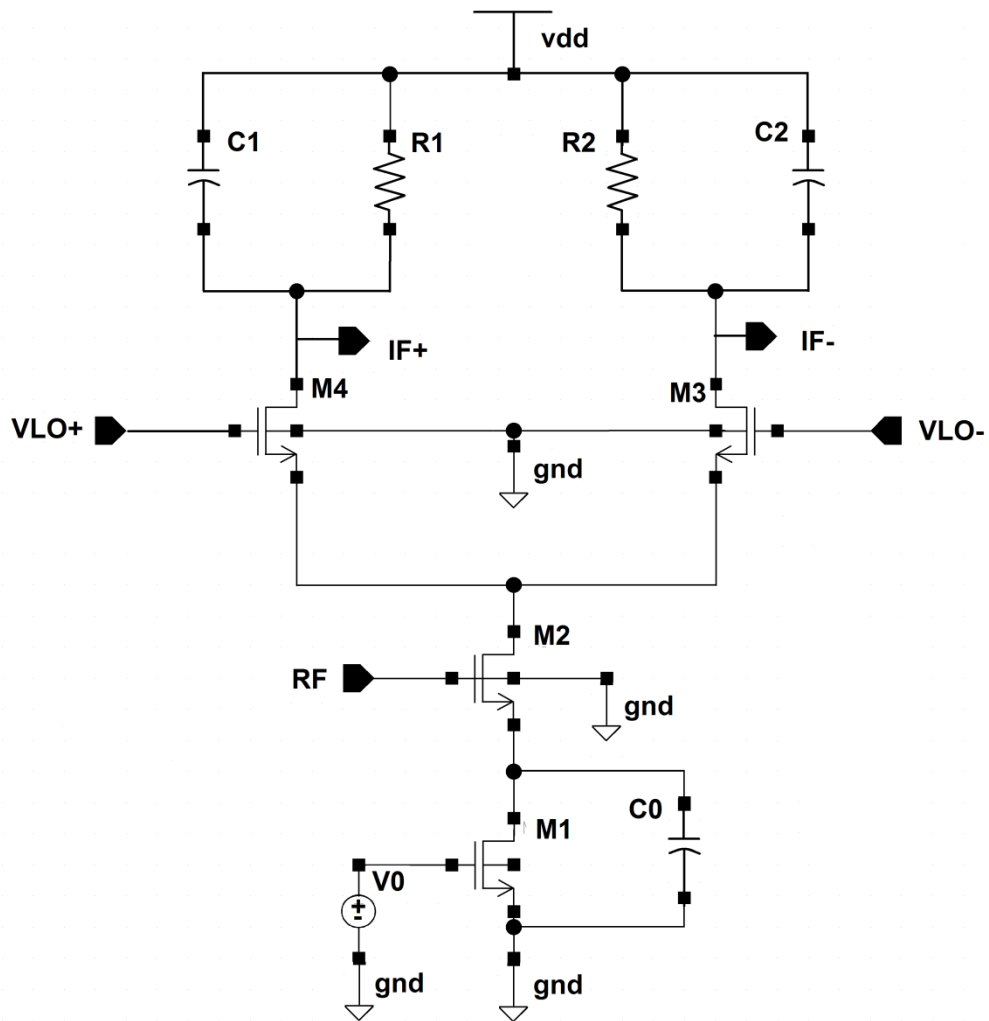 vdd
C1
R1
R2
C2
IF+
IF-
M4
M3
VLO+
VLO-
gnd
M2
RF
gnd
C0
M1
V0
gnd
gnd